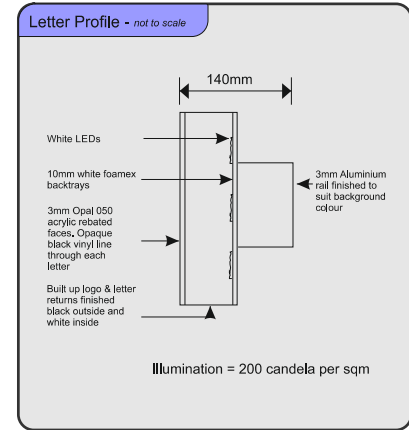 Letter Profile - not to scale
140mm
White LEDs
10mm white foamex
backtrays
3mm Opal 050
acrylic rebated
faces. Opaque
black vinyl line
through each
letter
Built up logo & letter
returns finished
black outside and
white inside
3mm Aluminium
rail finished to
suit background
colour
Illumination = 200 candela per sqm